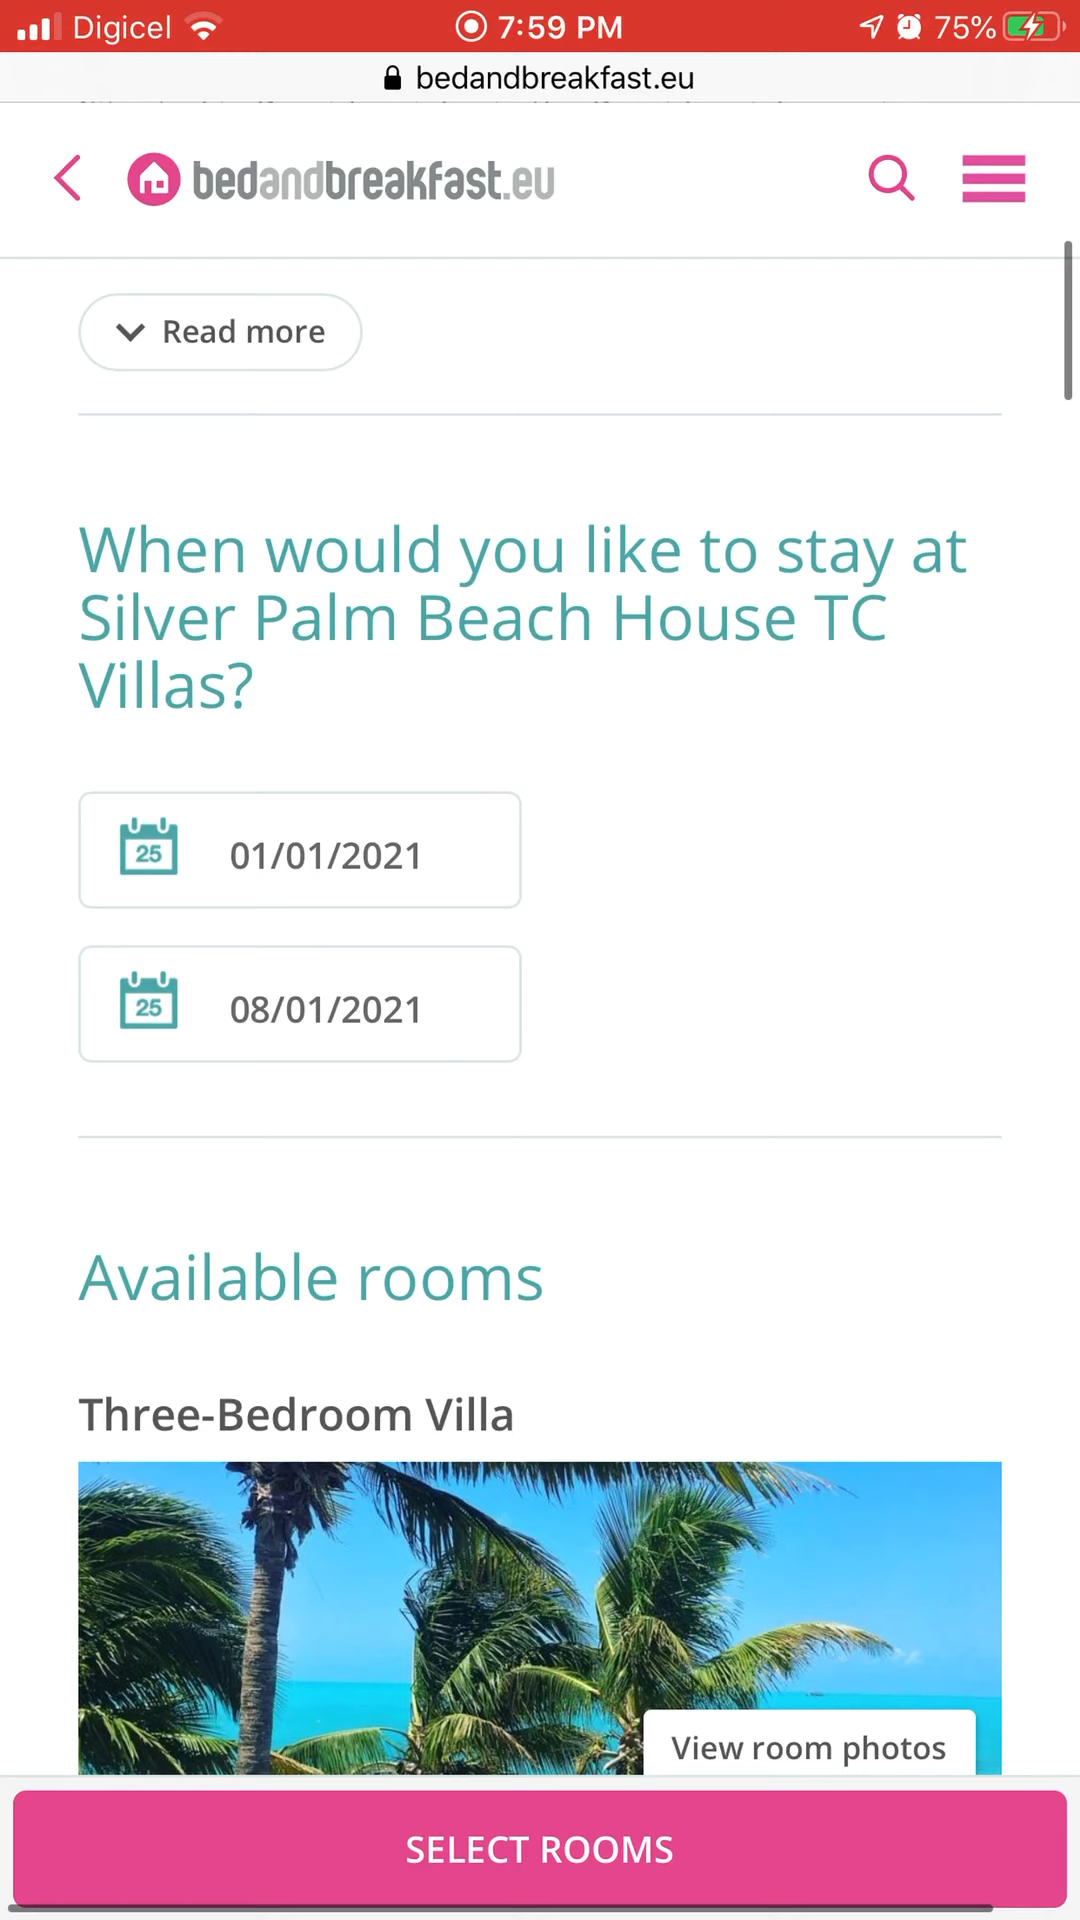 Digicel 7:59 PM 75%
bedandbreakfast.eu
bedandbreakfast.eu
Read more
When would you like to stay at
Silver Palm Beach House TC
Villas?
25 01/01/2021
25 08/01/2021
Available rooms
Three-Bedroom Villa
View room photos
SELECT ROOMS